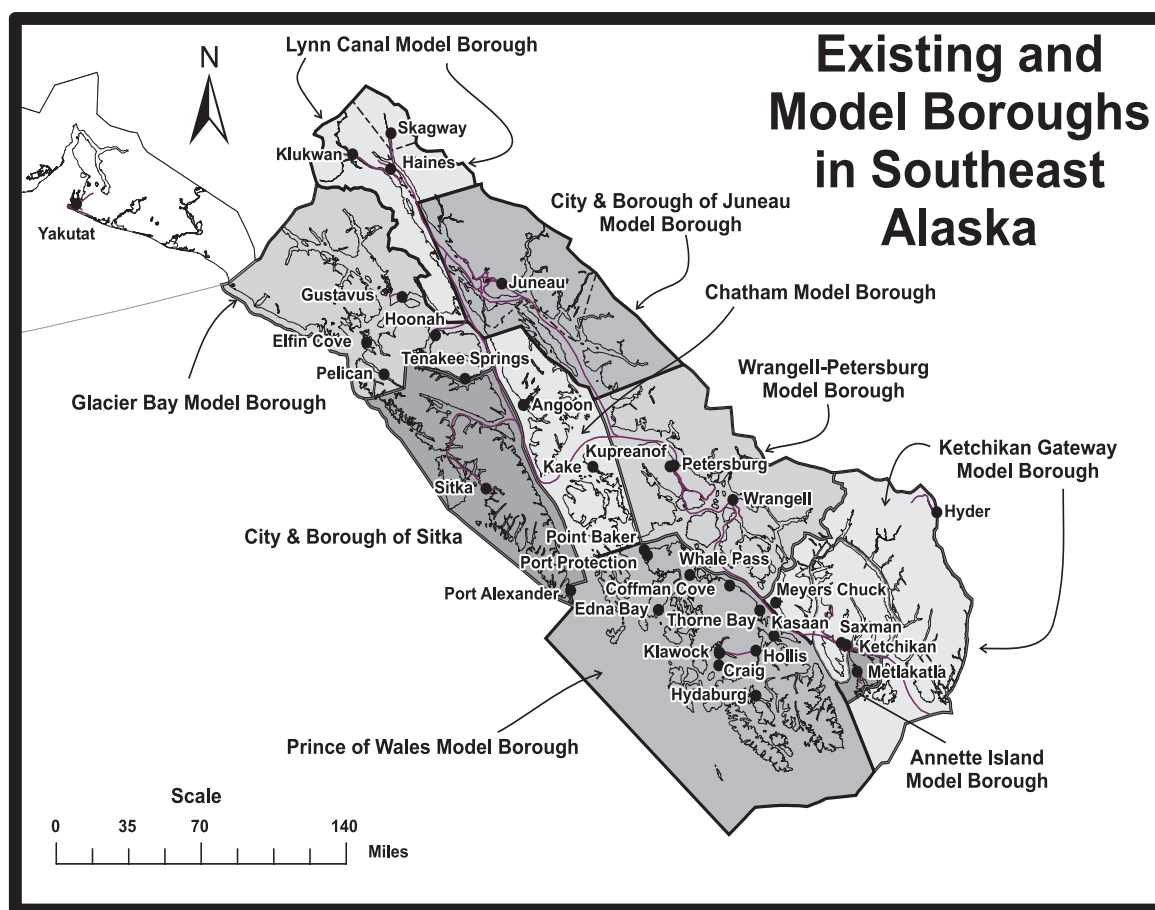 Existing and
Model Boroughs
in Southeast
Alaska
Lynn Canal Model Borough
N
Skagway
Klukwan
Haines
City & Borough of Juneau
Model Borough
Yakutat
Juneau
Gustavus
Chatham Model Borough
Hoonah
Elfin Cove
Tenakee Springs
Pelican
Wrangell-Petersburg
Model Borough
Glacier Bay Model Borough
Angoon
Ketchikan Gateway
Model Borough
Kupreanof
Kake
Petersburg
Sitka
Wrangell
Hyder
City & Borough of Sitka
Point Baker
Port Protection
Whale Pass
Port Alexander
Coffman Cove
Meyers Chuck
Edna Bay
Thorne Bay
Kasaan
Saxman
Ketchikan
Klawock
Hollis
Craig
Metlakatla
Hydaburg
Prince of Wales Model Borough
Annette Island
Model Borough
Scale
0 35 70 140
Miles